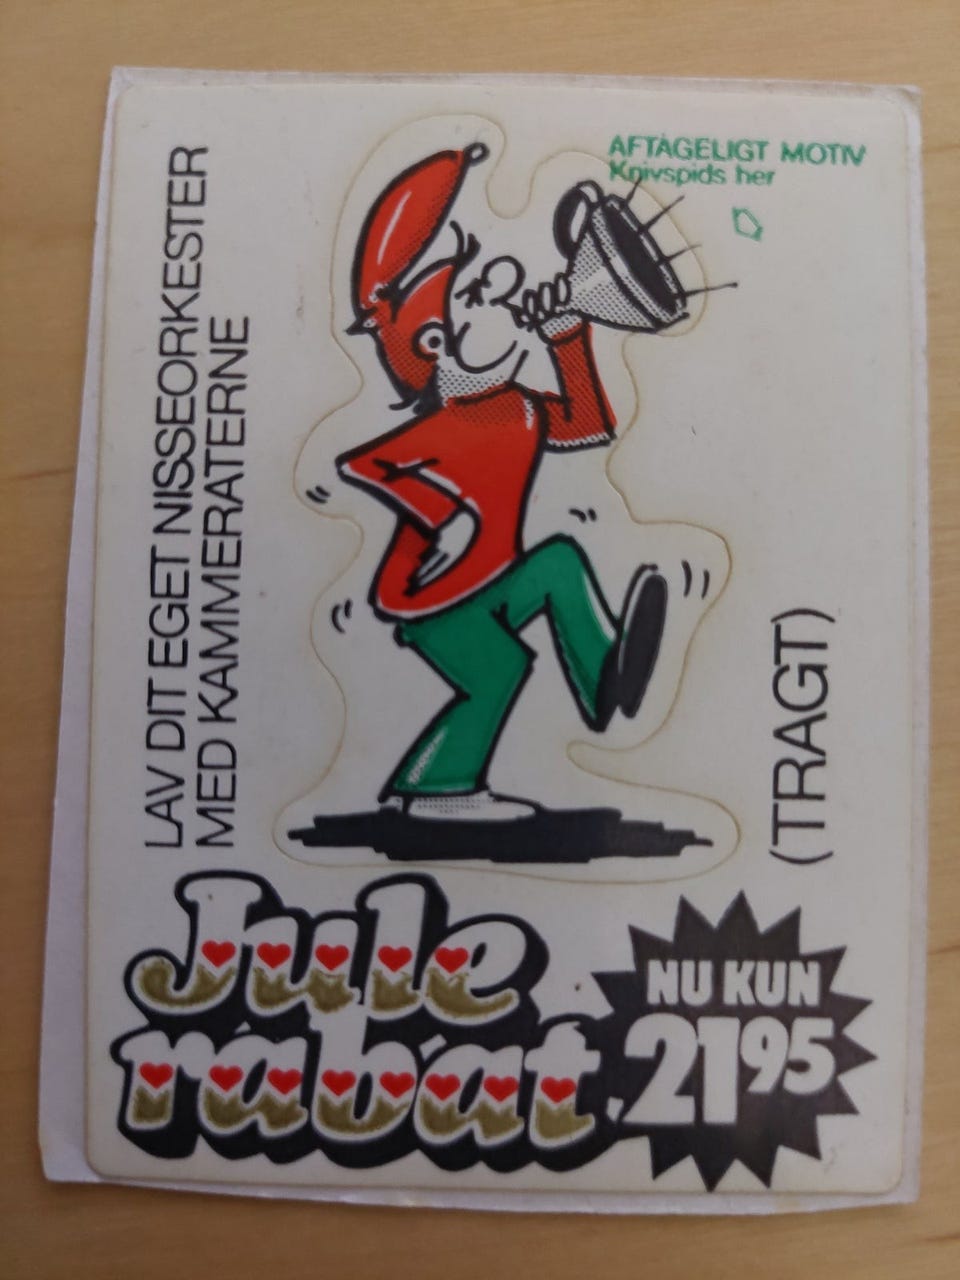 AFTAGELIGT MOTIV
Knivspids her
LAV DIT EGET NISSEORKESTER
MED KAMMERATERNE
(TRAGT)
Jule
rabat
NU KUN
2195